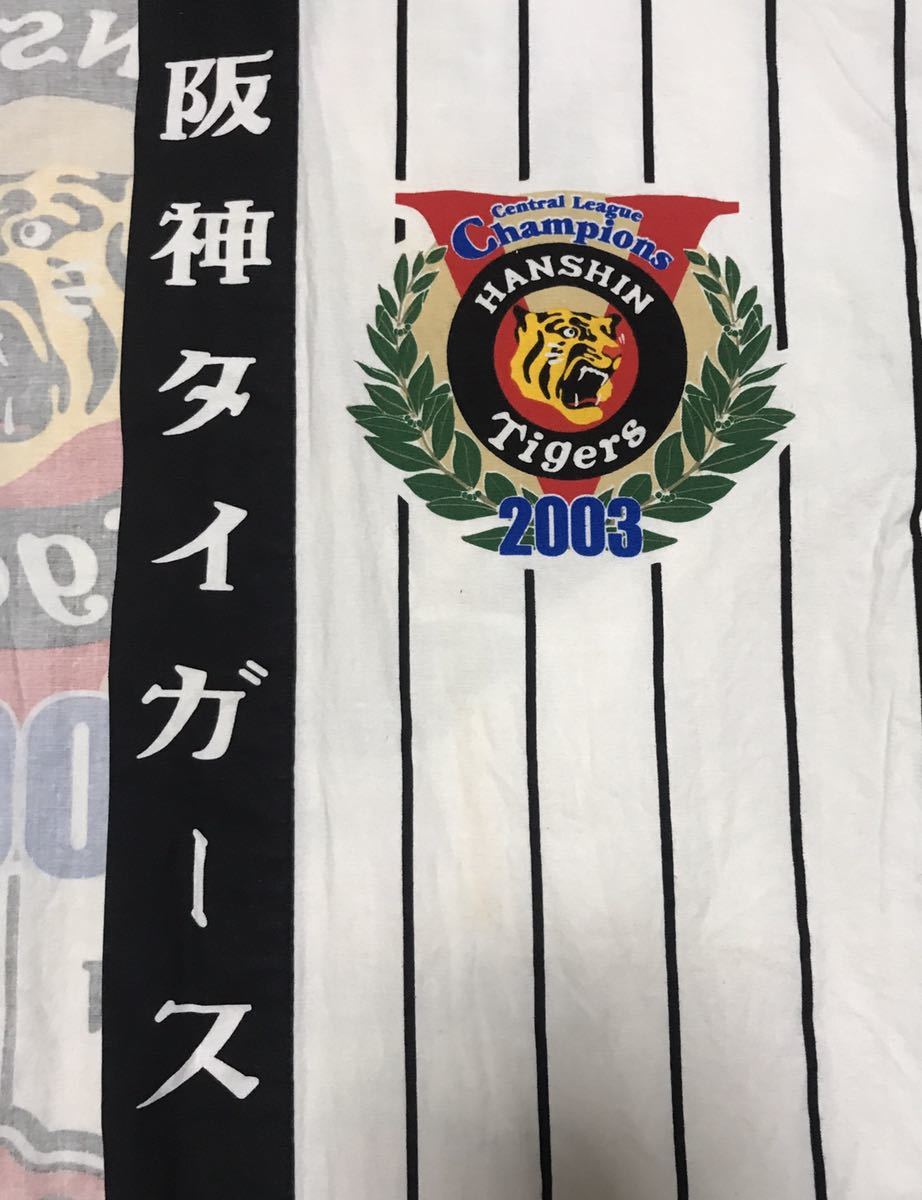 阪神タイガース
Central League
Champions
HANSHIN
Tigers
2003